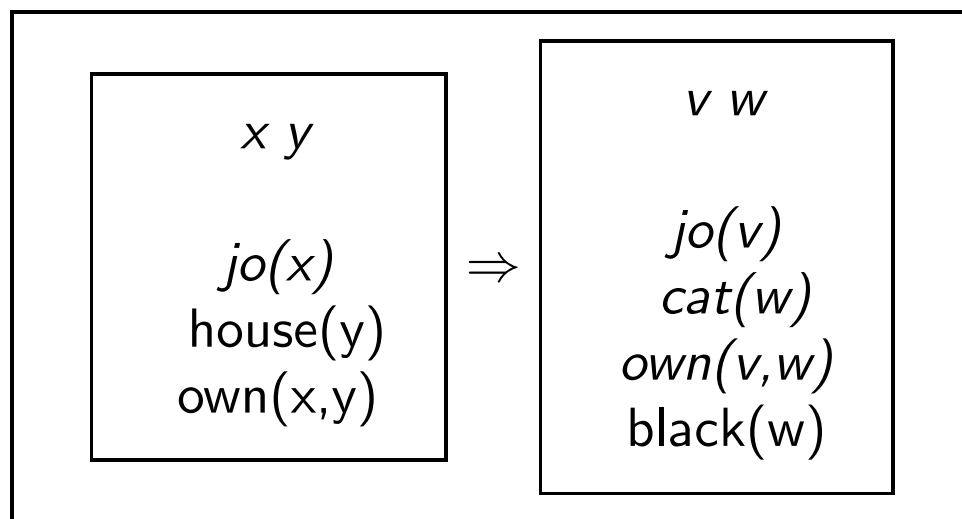 x y
jo(x)
house(y)
own(x,y)
⇒
v w
jo(v)
cat(w)
own(v,w)
black(w)